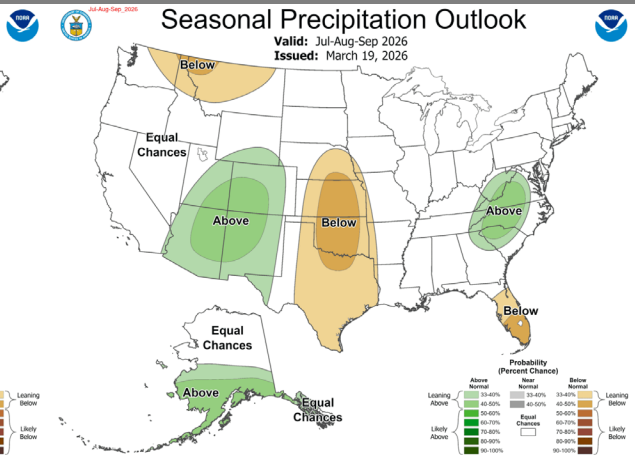 NOAA
Jul-Aug-Sep_2026
Seasonal Precipitation Outlook
NOAA
Valid: Jul-Aug-Sep 2026
Issued: March 19, 2026
Below
Equal
Chances
Above
Below
Above
Below
Equal
Chances
Above
Equal
Chances
Leaning
Below
Likely
Below
Probability
(Percent Chance)
Above
Normal
Near
Normal
Below
Normal
Leaning
Above
33-40%
40-50%
50-60%
60-70%
70-80%
80-90%
90-100%
Likely
Above
33-40%
40-50%
Equal
Chances
33-40%
40-50%
50-60%
60-70%
70-80%
80-90%
90-100%
Leaning
Below
Likely
Below